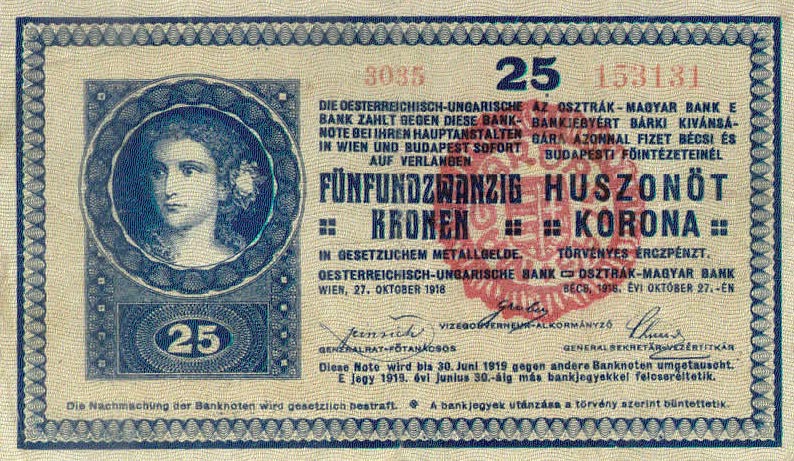 3035 25 153131
DIE OESTERREICHISCH-UNGARISCHE
BANK ZAHLT GEGEN DIESE BANK-
NOTE BEI IHREN HAUPTANSTALTEN
IN WIEN UND BUDAPEST SOFORT
AUF VERLANGEN
FÜNFUNDZWANZIG
KRONEN
IN GESETZLICHEM METALLGELDE.
OESTERREICHISCH-UNGARISCHE BANK
WIEN, 27. OKTOBER 1918
AZ OSZTRÁK-MAGYAR BANK E
BANKJEGYÉRT BÁRKI KIVÁNSÁ-
GÁRA AZONNAL FIZET BÉCSI ÉS
BUDAPESTI FŐINTÉZETEINÉL
HUSZONÖT
KORONA
TÖRVÉNYES ÉRCZPÉNZT.
OSZTRÁK-MAGYAR BANK
BÉCS, 1918. ÉVI OKTÓBER 27.-ÉN
VIZEGOUVERNEUR-ALKORMÁNYZÓ
GENERALRAT-FŐTANÁCSOS
GENERALSEKRETÄR-VEZÉRTITKÁR
25
Diese Note wird bis 30. Juni 1919 gegen andere Banknoten umgetauscht.
E jegy 1919. évi junius 30.-áig más bankjegyekkel felcseréltetik.
Die Nachmachung der Banknoten wird gesetzlich bestraft. A bankjegyek utánzása a törvény szerint büntettetik.